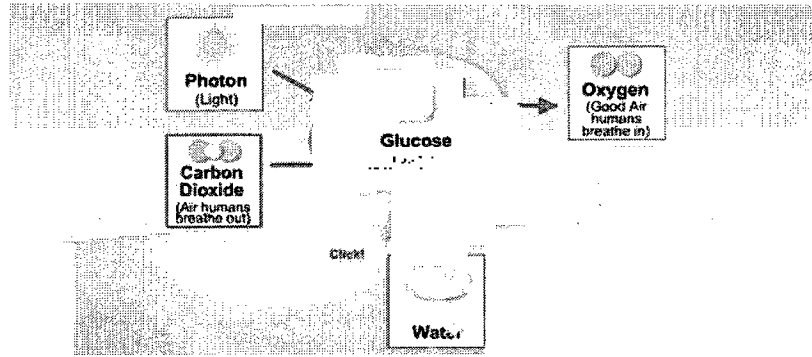 Photon
(Light)
Oxygen
(Good Air
humans
breathe in)
Glucose
Carbon
Dioxide
(Air humans
breathe out)
Click!
Water